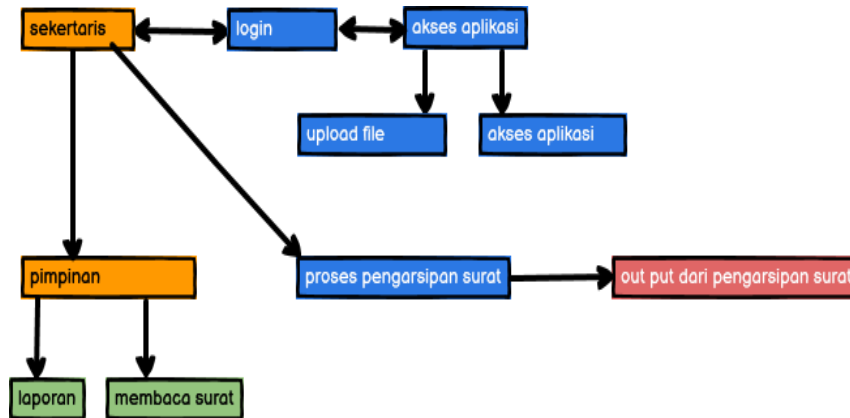 sekertaris
login
akses aplikasi
upload file
akses aplikasi
pimpinan
proses pengarsipan surat
out put dari pengarsipan surat
laporan
membaca surat